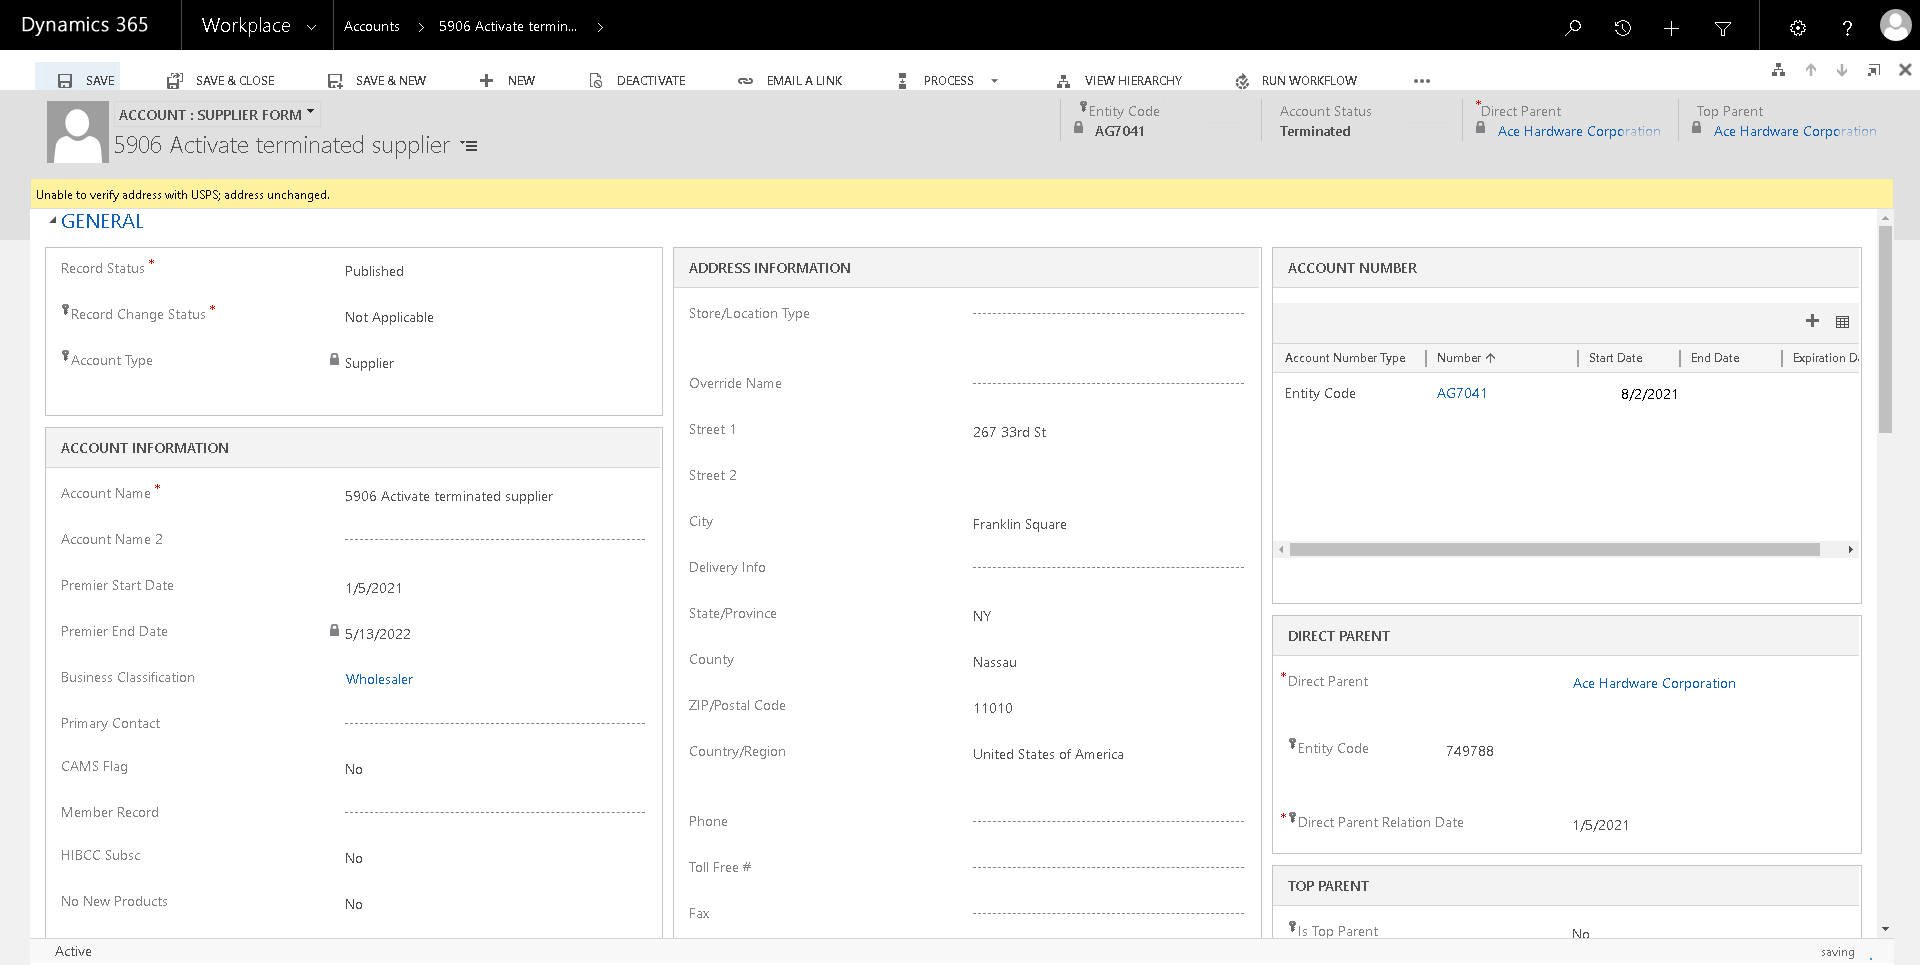 Dynamics 365
Workplace
Accounts
5906 Activate termin...
SAVE
SAVE & CLOSE
SAVE & NEW
NEW
DEACTIVATE
EMAIL A LINK
PROCESS
VIEW HIERARCHY
RUN WORKFLOW
ACCOUNT : SUPPLIER FORM
5906 Activate terminated supplier
Entity Code
AG7041
Account Status
Terminated
*Direct Parent
Ace Hardware Corporation
Top Parent
Ace Hardware Corporation
Unable to verify address with USPS; address unchanged.
GENERAL
Record Status *
Published
Record Change Status *
Not Applicable
Account Type
Supplier
ACCOUNT INFORMATION
Account Name *
5906 Activate terminated supplier
Account Name 2
Premier Start Date
1/5/2021
Premier End Date
5/13/2022
Business Classification
Wholesaler
Primary Contact
CAMS Flag
No
Member Record
HIBCC Subsc
No
No New Products
No
ADDRESS INFORMATION
Store/Location Type
Override Name
Street 1
267 33rd St
Street 2
City
Franklin Square
Delivery Info
State/Province
NY
County
Nassau
ZIP/Postal Code
11010
Country/Region
United States of America
Phone
Toll Free #
Fax
ACCOUNT NUMBER
Account Number Type
Number
Start Date
End Date
Expiration D
Entity Code
AG7041
8/2/2021
DIRECT PARENT
*Direct Parent
Ace Hardware Corporation
Entity Code
749788
*Direct Parent Relation Date
1/5/2021
TOP PARENT
Is Top Parent
No
Active
saving